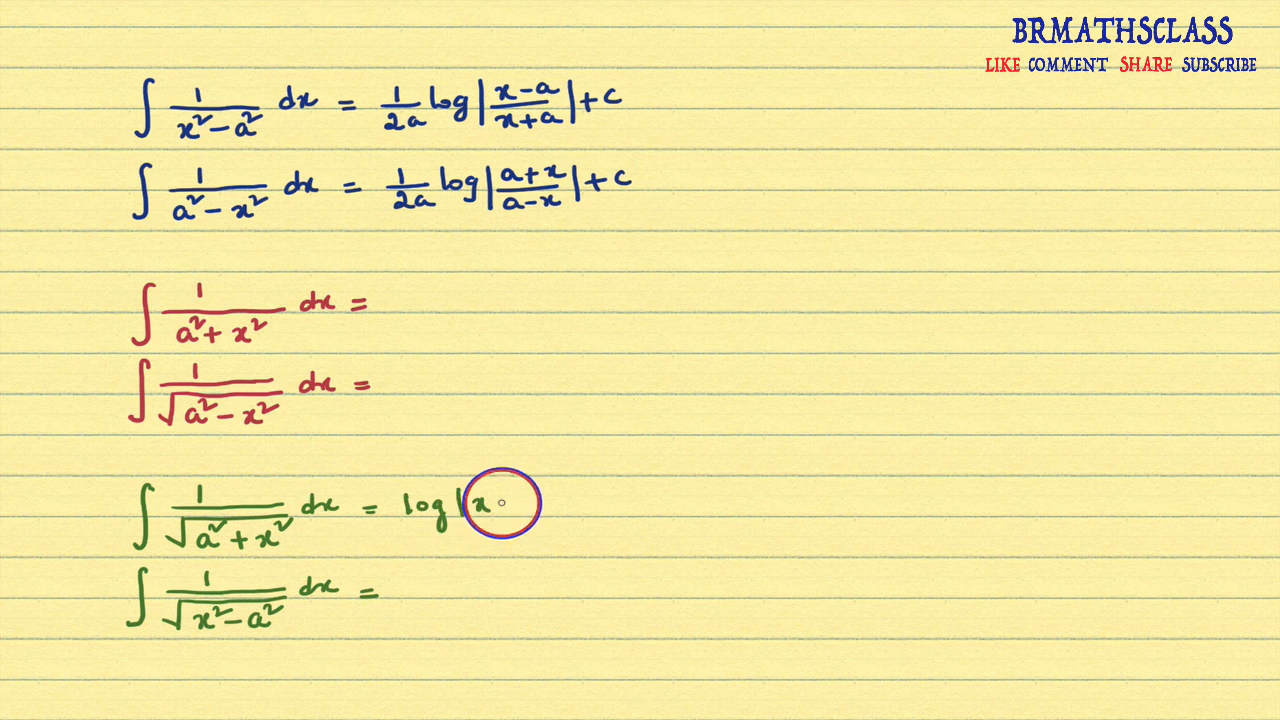 BRMATHSCLASS
LIKE COMMENT SHARE SUBSCRIBE
∫ 1/(x² − a²) dx = 1/2a log |(x − a)/(x + a)| + c
∫ 1/(a² − x²) dx = 1/2a log |(a + x)/(a − x)| + c
∫ 1/(a² + x²) dx =
∫ 1/√(a² − x²) dx =
∫ 1/√(a² + x²) dx = log |x
∫ 1/√(x² − a²) dx =